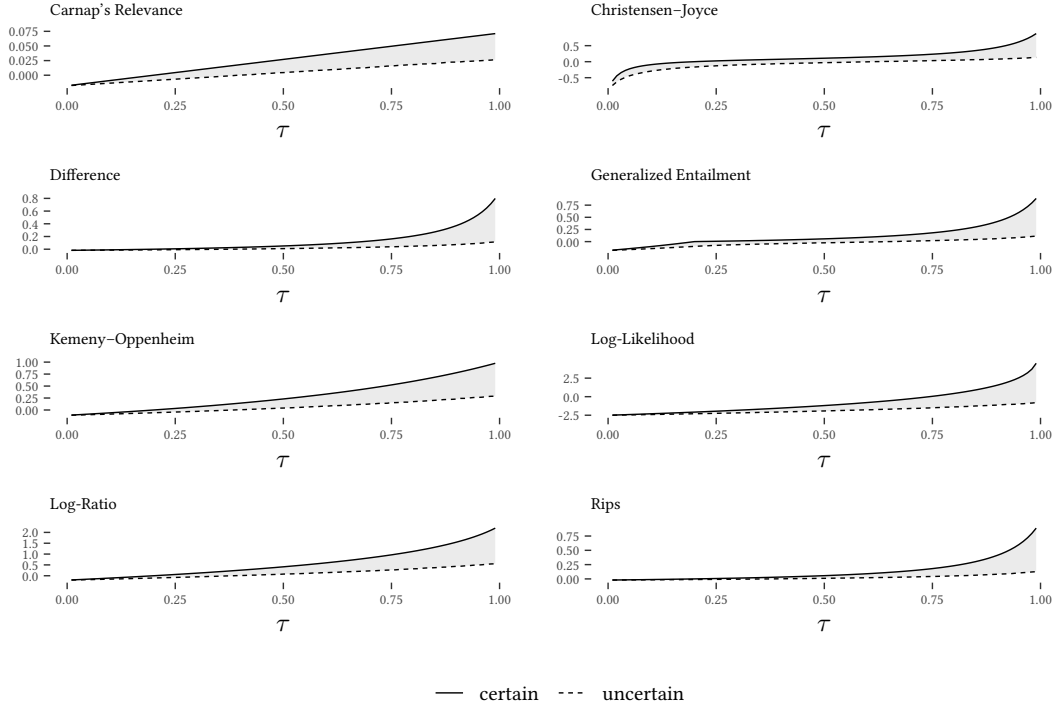 Carnap's Relevance
0.075
0.050
0.025
0.000
0.00 0.25 0.50 0.75 1.00
τ
Christensen–Joyce
0.5
0.0
-0.5
0.00 0.25 0.50 0.75 1.00
τ
Difference
0.8
0.6
0.4
0.2
0.0
0.00 0.25 0.50 0.75 1.00
τ
Generalized Entailment
0.75
0.50
0.25
0.00
0.00 0.25 0.50 0.75 1.00
τ
Kemeny–Oppenheim
1.00
0.75
0.50
0.25
0.00
0.00 0.25 0.50 0.75 1.00
τ
Log-Likelihood
2.5
0.0
-2.5
0.00 0.25 0.50 0.75 1.00
τ
Log-Ratio
2.0
1.5
1.0
0.5
0.0
0.00 0.25 0.50 0.75 1.00
τ
Rips
0.75
0.50
0.25
0.00
0.00 0.25 0.50 0.75 1.00
τ
certain uncertain